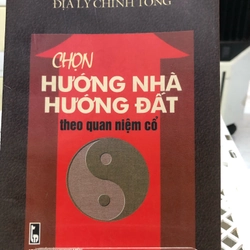 ĐỊA LÝ CHÍNH TÔNG
CHỌN
HƯỚNG NHÀ
HƯỚNG ĐẤT
theo quan niệm cổ